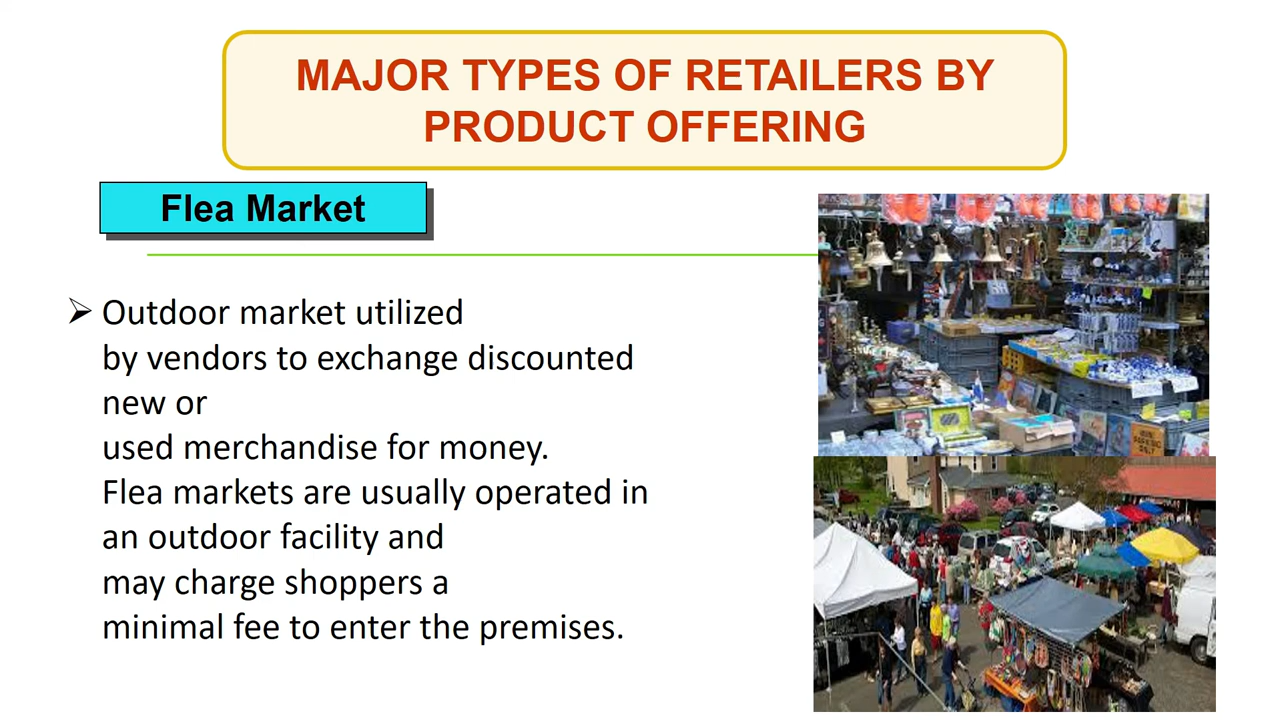 MAJOR TYPES OF RETAILERS BY
PRODUCT OFFERING
Flea Market
➢ Outdoor market utilized
by vendors to exchange discounted
new or
used merchandise for money.
Flea markets are usually operated in
an outdoor facility and
may charge shoppers a
minimal fee to enter the premises.